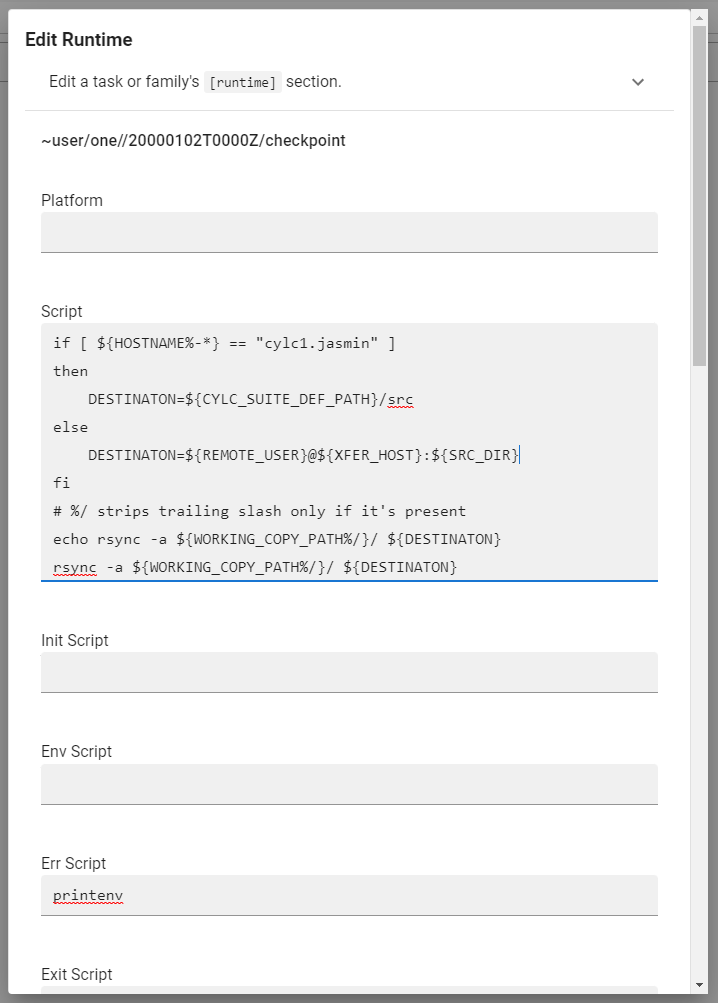 Edit Runtime
Edit a task or family's [runtime] section.
~user/one//20000102T0000Z/checkpoint
Platform
Script
if [ ${HOSTNAME%-*} == "cylc1.jasmin" ]
then
    DESTINATON=${CYLC_SUITE_DEF_PATH}/src
else
    DESTINATON=${REMOTE_USER}@${XFER_HOST}:${SRC_DIR}
fi
# %/ strips trailing slash only if it's present
echo rsync -a ${WORKING_COPY_PATH%/}/ ${DESTINATON}
rsync -a ${WORKING_COPY_PATH%/}/ ${DESTINATON}
Init Script
Env Script
Err Script
printenv
Exit Script